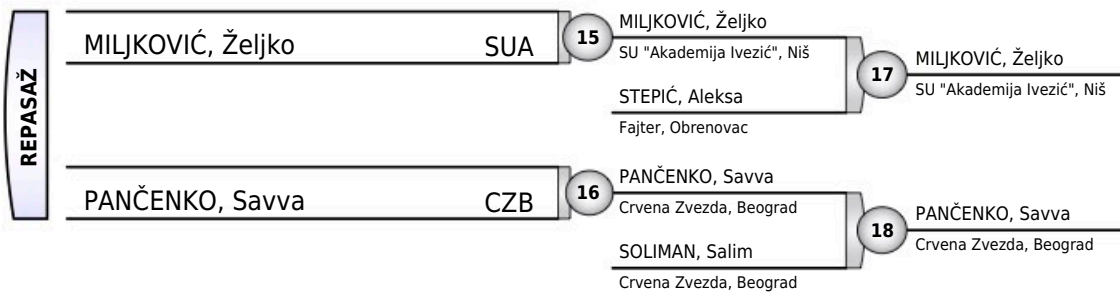 REPASAŽ
MILJKOVIĆ, Željko SUA
15
MILJKOVIĆ, Željko
SU "Akademija Ivezić", Niš
STEPIĆ, Aleksa
Fajter, Obrenovac
17
MILJKOVIĆ, Željko
SU "Akademija Ivezić", Niš
PANČENKO, Savva CZB
16
PANČENKO, Savva
Crvena Zvezda, Beograd
SOLIMAN, Salim
Crvena Zvezda, Beograd
18
PANČENKO, Savva
Crvena Zvezda, Beograd